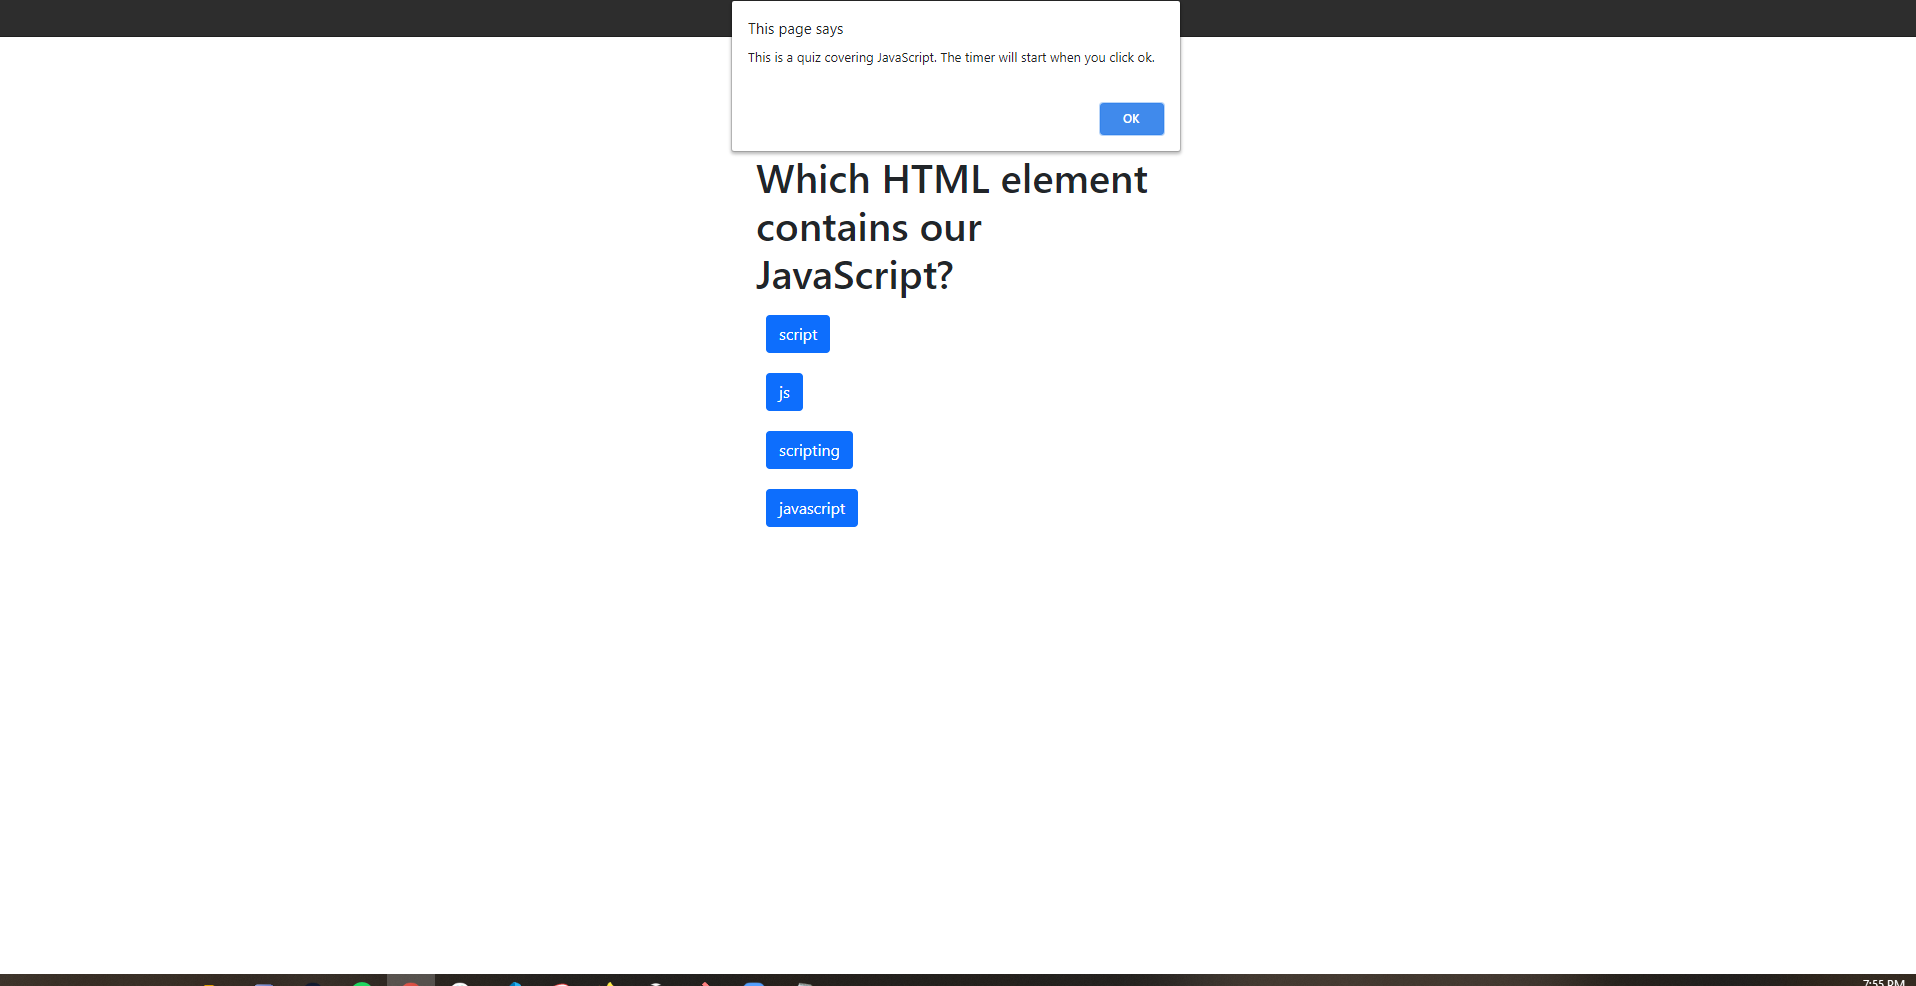 This page says
This is a quiz covering JavaScript. The timer will start when you click ok.
OK
Which HTML element
contains our
JavaScript?
script
js
scripting
javascript
7:55 PM